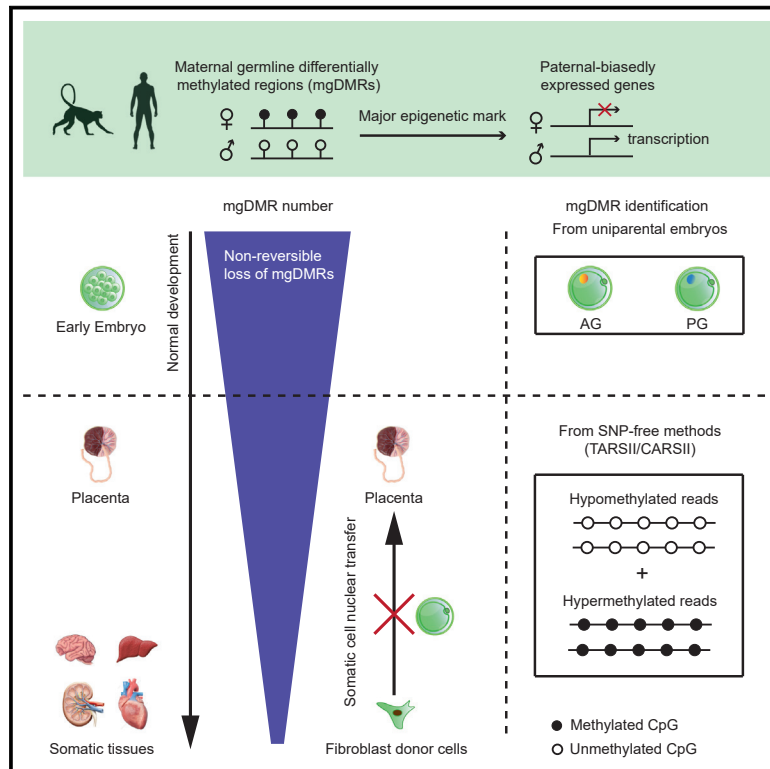 Maternal germline differentially
methylated regions (mgDMRs)
♀
♂
Major epigenetic mark
Paternal-biasedly
expressed genes
♀
♂
transcription
mgDMR number
Normal development
Non-reversible
loss of mgDMRs
Early Embryo
Placenta
Somatic tissues
Placenta
Somatic cell nuclear transfer
Fibroblast donor cells
mgDMR identification
From uniparental embryos
AG
PG
From SNP-free methods
(TARSII/CARSII)
Hypomethylated reads
+
Hypermethylated reads
Methylated CpG
Unmethylated CpG